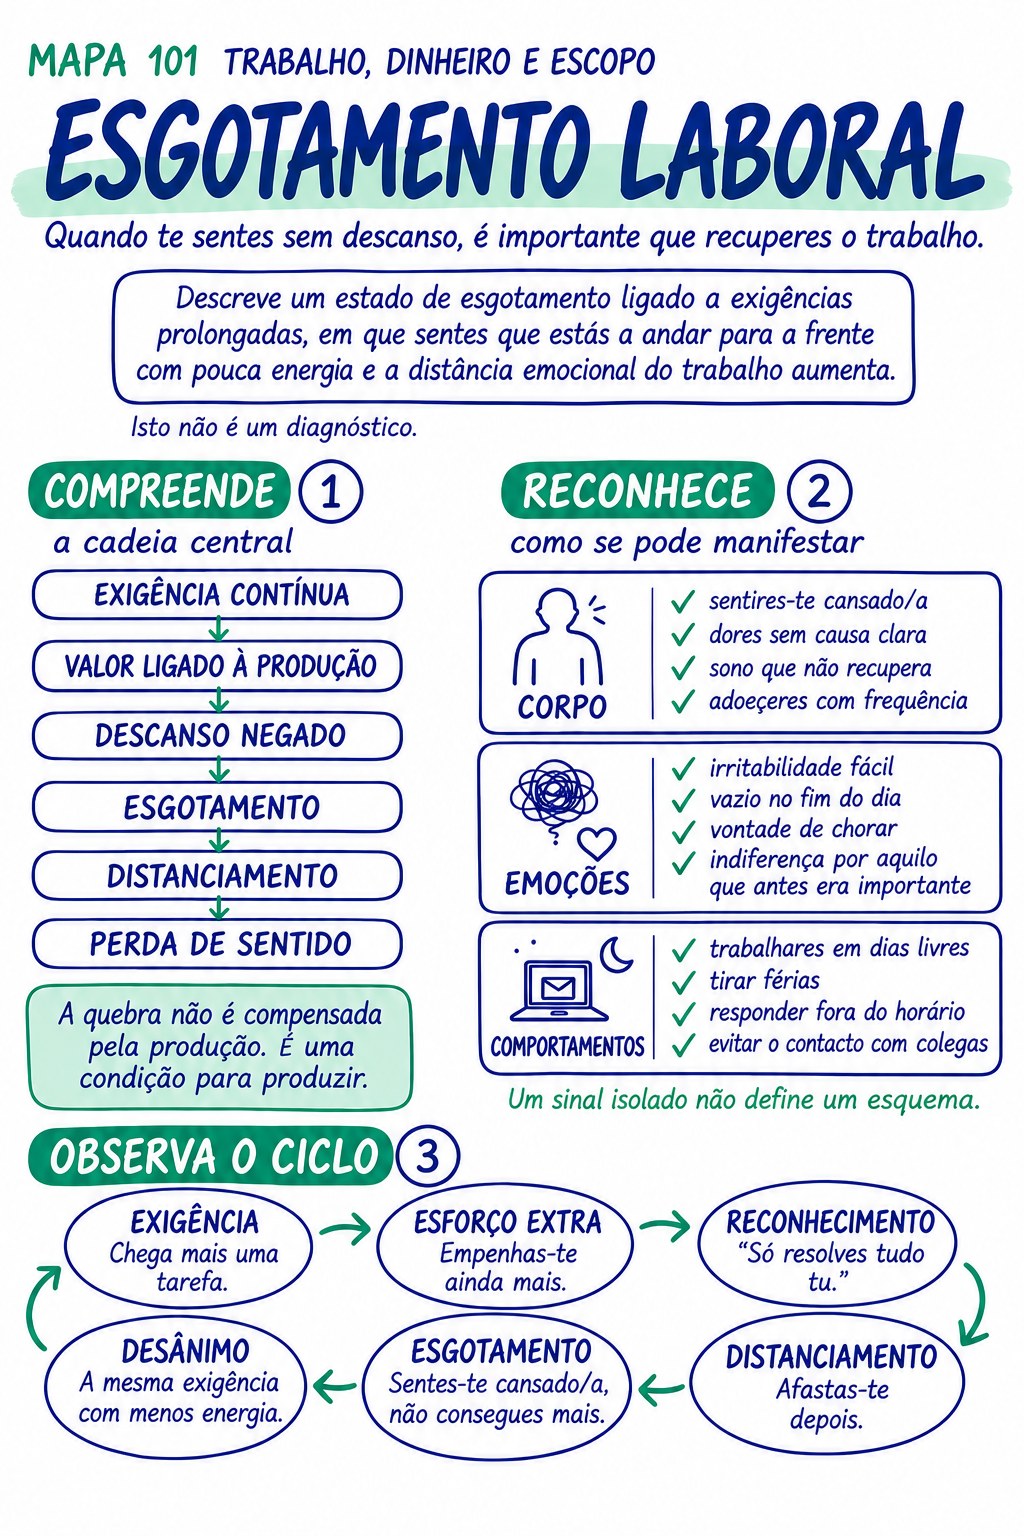 MAPA 101 TRABALHO, DINHEIRO E ESCOPO
ESGOTAMENTO LABORAL
Quando te sentes sem descanso, é importante que recuperes o trabalho.
Descreve um estado de esgotamento ligado a exigências
prolongadas, em que sentes que estás a andar para a frente
com pouca energia e a distância emocional do trabalho aumenta.
Isto não é um diagnóstico.
COMPREENDE 1
a cadeia central
EXIGÊNCIA CONTÍNUA
VALOR LIGADO À PRODUÇÃO
DESCANSO NEGADO
ESGOTAMENTO
DISTANCIAMENTO
PERDA DE SENTIDO
A quebra não é compensada
pela produção. É uma
condição para produzir.
RECONHECE 2
como se pode manifestar
CORPO
sentires-te cansado/a
dores sem causa clara
sono que não recupera
adoeçeres com frequência
EMOÇÕES
irritabilidade fácil
vazio no fim do dia
vontade de chorar
indiferença por aquilo
que antes era importante
COMPORTAMENTOS
trabalhares em dias livres
tirar férias
responder fora do horário
evitar o contacto com colegas
Um sinal isolado não define um esquema.
OBSERVA O CICLO 3
EXIGÊNCIA
Chega mais uma
tarefa.
ESFORÇO EXTRA
Empenhas-te
ainda mais.
RECONHECIMENTO
“Só resolves tudo
tu.”
DISTANCIAMENTO
Afastas-te
depois.
ESGOTAMENTO
Sentes-te cansado/a,
não consegues mais.
DESÂNIMO
A mesma exigência
com menos energia.